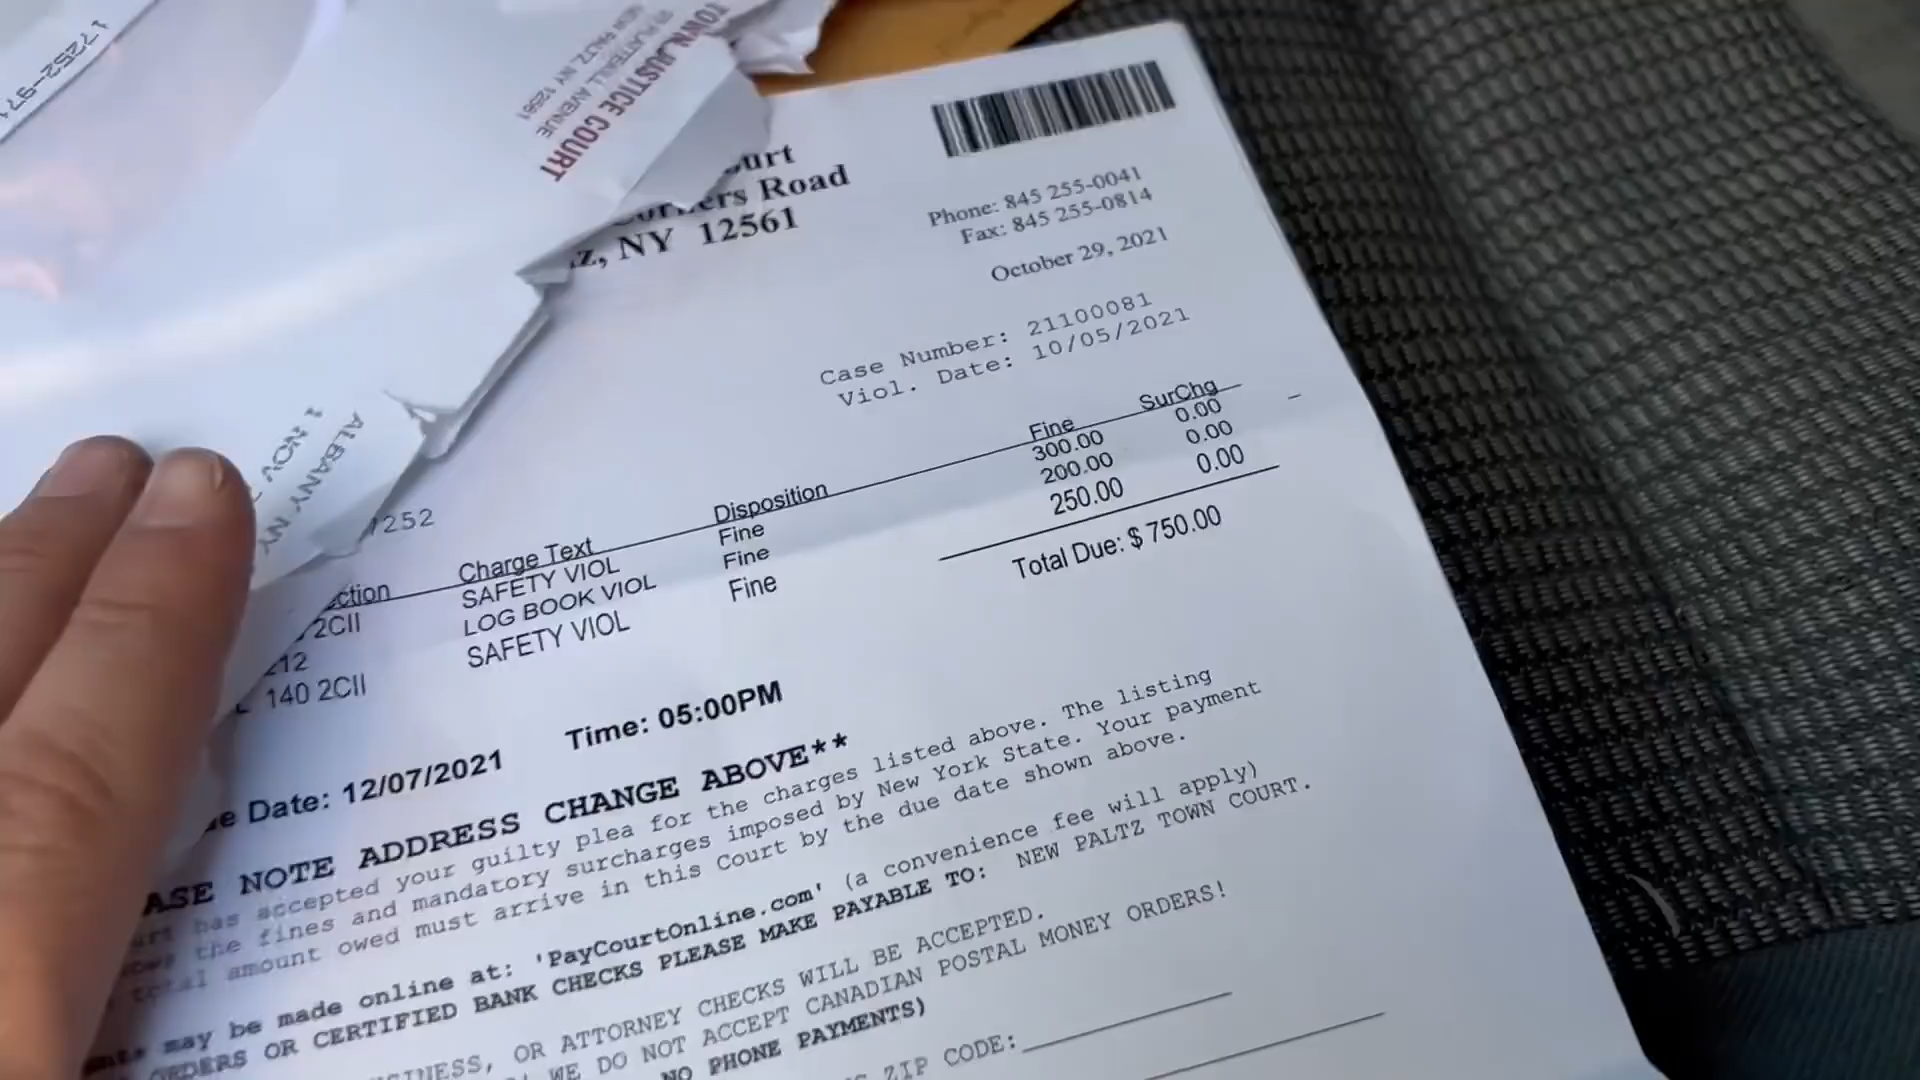 17252-971
TOWN JUSTICE COURT
PLATTEKILL AVENUE
NEW PALTZ, NY 12561
ALBANY NY
1 NOV
ers Road
z, NY 12561
Phone: 845 255-0041
Fax: 845 255-0814
October 29, 2021
Case Number: 21100081
Viol. Date: 10/05/2021
7252
ction Charge Text Disposition Fine SurChg
2CII SAFETY VIOL Fine 300.00 0.00
212 LOG BOOK VIOL Fine 200.00 0.00
140 2CII SAFETY VIOL Fine 250.00 0.00
Total Due: $ 750.00
e Date: 12/07/2021 Time: 05:00PM
ASE NOTE ADDRESS CHANGE ABOVE**
urt has accepted your guilty plea for the charges listed above. The listing
the fines and mandatory surcharges imposed by New York State. Your payment
total amount owed must arrive in this Court by the due date shown above.
may be made online at: 'PayCourtOnline.com' (a convenience fee will apply)
ORDERS OR CERTIFIED BANK CHECKS PLEASE MAKE PAYABLE TO: NEW PALTZ TOWN COURT.
SINESS, OR ATTORNEY CHECKS WILL BE ACCEPTED.
WE DO NOT ACCEPT CANADIAN POSTAL MONEY ORDERS!
NO PHONE PAYMENTS)
ZIP CODE: